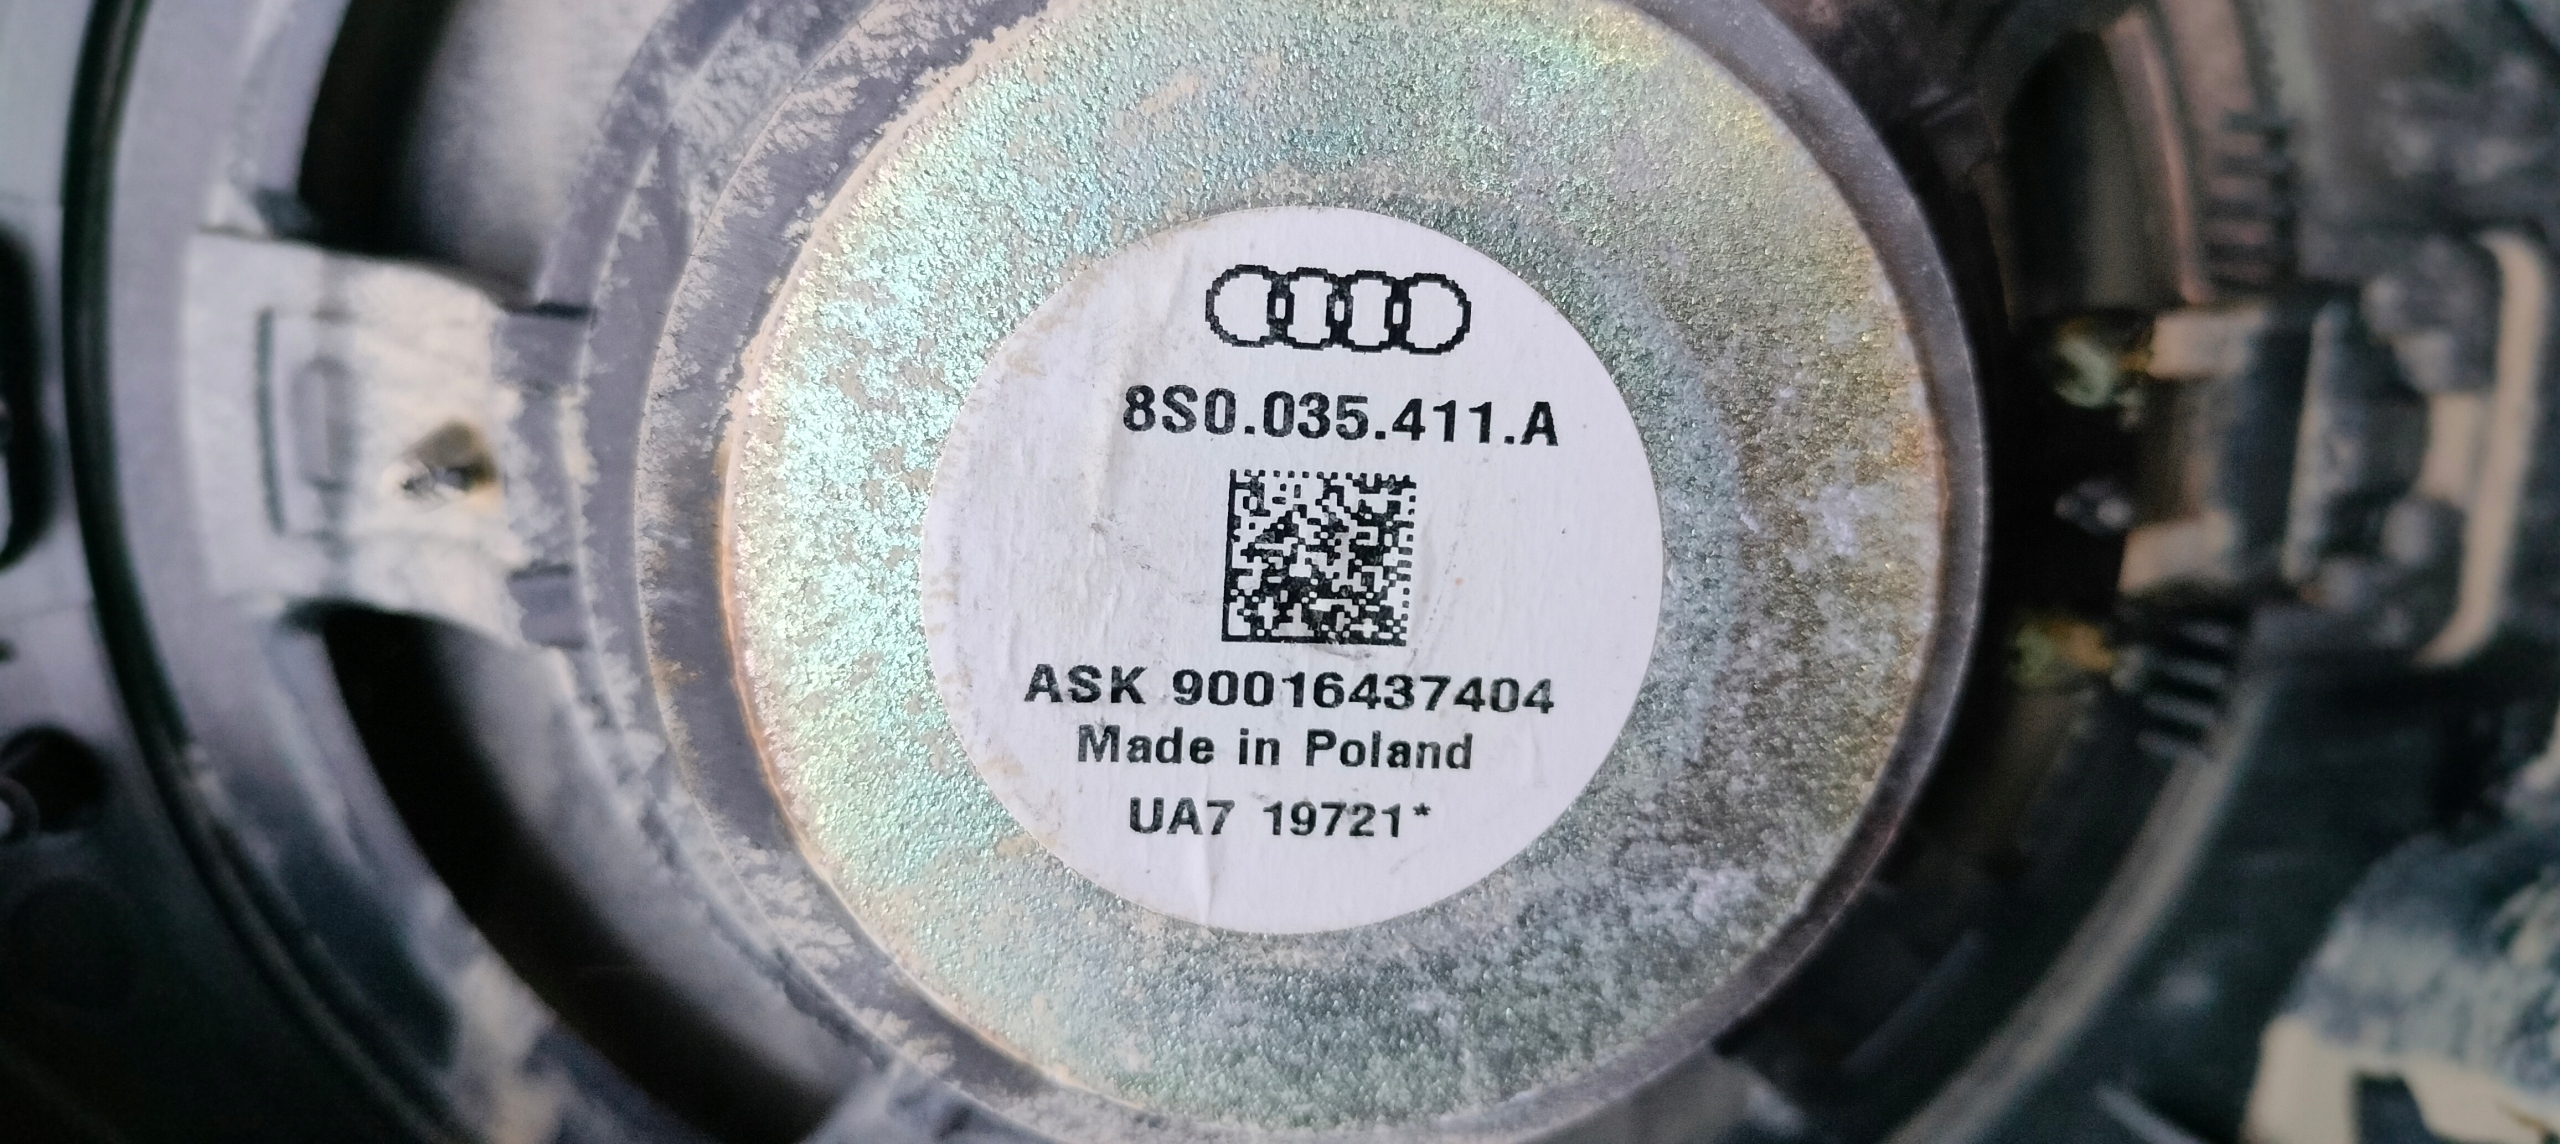 8S0.035.411.A
ASK 90016437404
Made in Poland
UA7 19721*